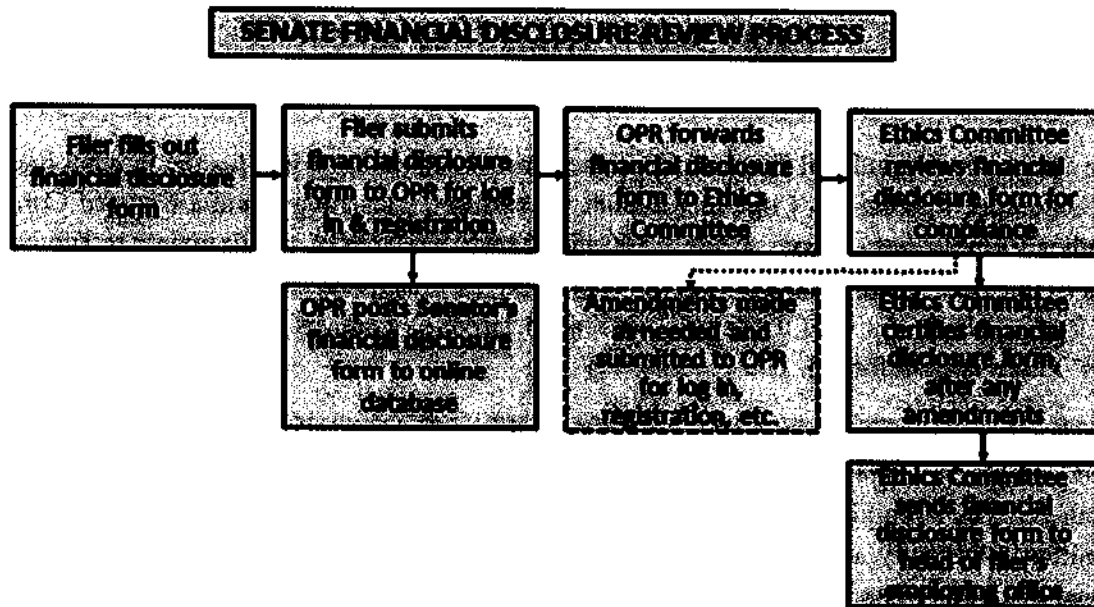 SENATE FINANCIAL DISCLOSURE REVIEW PROCESS
Filer fills out
financial disclosure
form
Filer submits
financial disclosure
form to OPR for log
in & registration
OPR forwards
financial disclosure
form to Ethics
Committee
Ethics Committee
reviews financial
disclosure form for
compliance
OPR posts Senator's
financial disclosure
form to online
database
Amendments made
as needed and
submitted to OPR
for log in,
registration, etc.
Ethics Committee
certifies financial
disclosure form,
after any
amendments
Ethics Committee
sends financial
disclosure form to
head of filer's
employing office